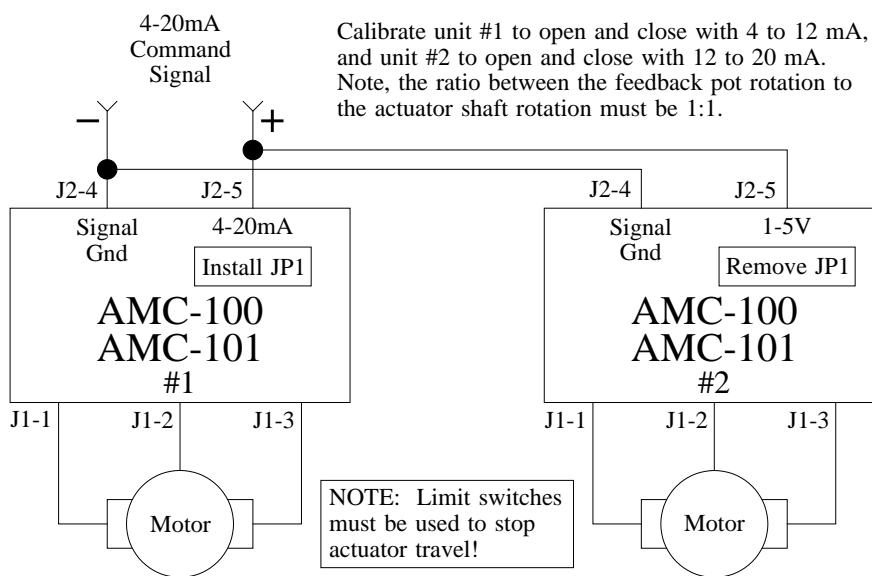 4-20mA
Command
Signal
Calibrate unit #1 to open and close with 4 to 12 mA,
and unit #2 to open and close with 12 to 20 mA.
Note, the ratio between the feedback pot rotation to
the actuator shaft rotation must be 1:1.
− +
J2-4 J2-5 J2-4 J2-5
Signal
Gnd
4-20mA
Install JP1
AMC-100
AMC-101
#1
Signal
Gnd
1-5V
Remove JP1
AMC-100
AMC-101
#2
J1-1 J1-2 J1-3 J1-1 J1-2 J1-3
Motor
NOTE: Limit switches
must be used to stop
actuator travel!
Motor